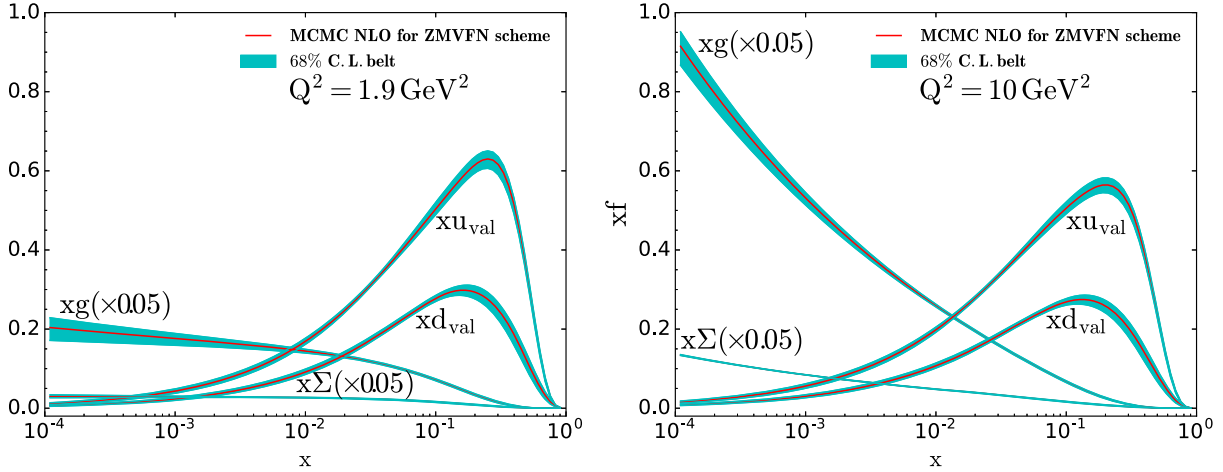 MCMC NLO for ZMVFN scheme
68% C. L. belt
Q² = 1.9 GeV²
xu_val
xg(×0.05)
xd_val
xΣ(×0.05)
0.0
0.2
0.4
0.6
0.8
1.0
10⁻⁴
10⁻³
10⁻²
10⁻¹
10⁰
x
xf
MCMC NLO for ZMVFN scheme
68% C. L. belt
Q² = 10 GeV²
xg(×0.05)
xu_val
xd_val
xΣ(×0.05)
0.0
0.2
0.4
0.6
0.8
1.0
10⁻⁴
10⁻³
10⁻²
10⁻¹
10⁰
x